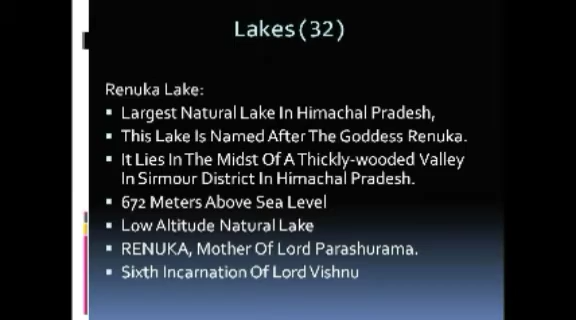 Lakes(32)
Renuka Lake:
▪ Largest Natural Lake In Himachal Pradesh,
▪ This Lake Is Named After The Goddess Renuka.
▪ It Lies In The Midst Of A Thickly-wooded Valley
In Sirmour District In Himachal Pradesh.
▪ 672 Meters Above Sea Level
▪ Low Altitude Natural Lake
▪ RENUKA, Mother Of Lord Parashurama.
▪ Sixth Incarnation Of Lord Vishnu